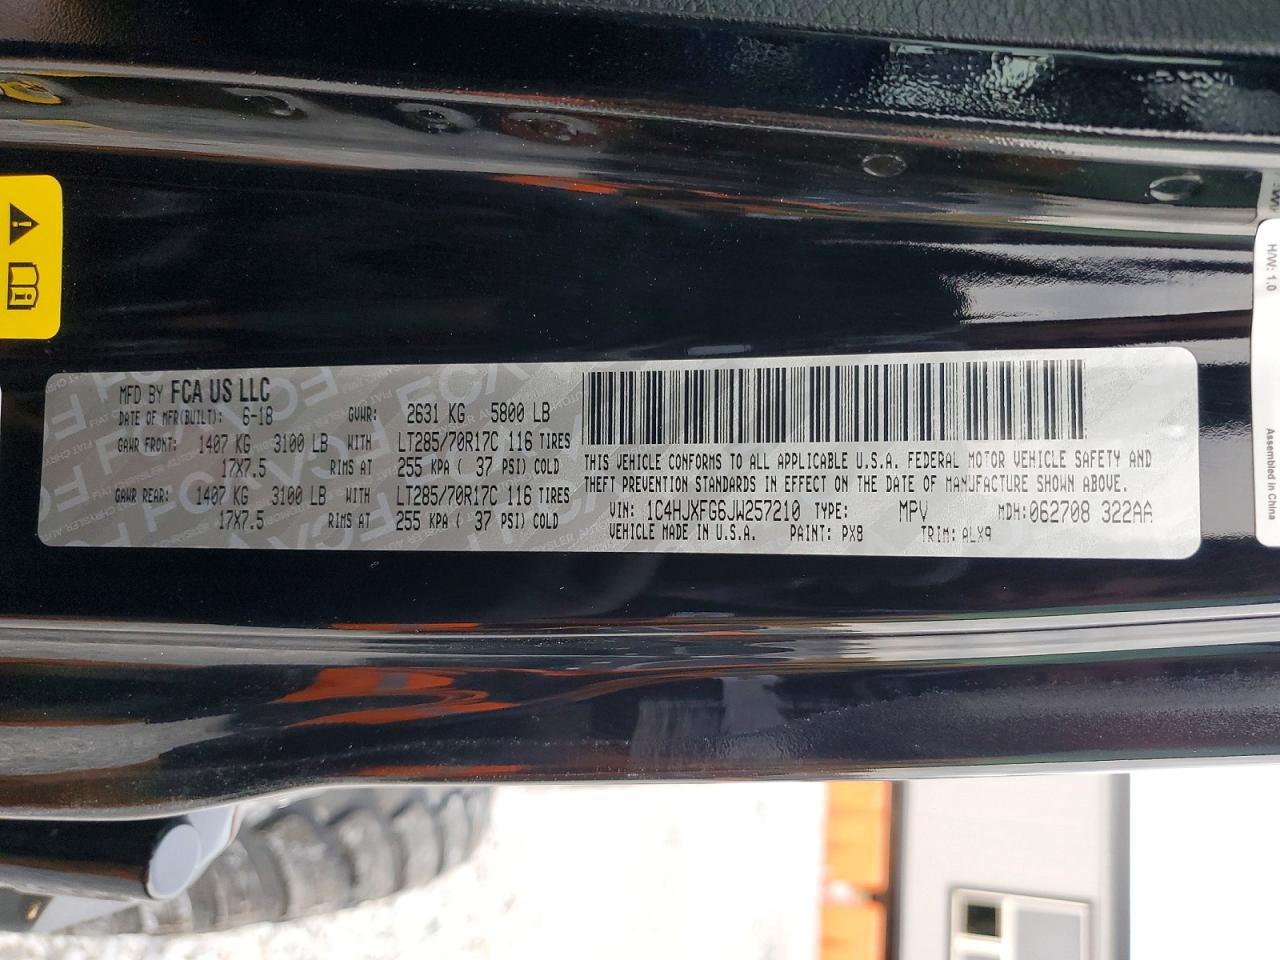 MFD BY FCA US LLC
DATE OF MFR(BUILT): 6-18 GVWR: 2631 KG 5800 LB
GAWR FRONT: 1407 KG 3100 LB WITH LT285/70R17C 116 TIRES
17X7.5 RIMS AT 255 KPA ( 37 PSI) COLD
GAWR REAR: 1407 KG 3100 LB WITH LT285/70R17C 116 TIRES
17X7.5 RIMS AT 255 KPA ( 37 PSI) COLD
THIS VEHICLE CONFORMS TO ALL APPLICABLE U.S.A. FEDERAL MOTOR VEHICLE SAFETY AND
THEFT PREVENTION STANDARDS IN EFFECT ON THE DATE OF MANUFACTURE SHOWN ABOVE.
VIN: 1C4HJXFG6JW257210 TYPE: MPV MDH: 062708 322AA
VEHICLE MADE IN U.S.A. PAINT: PX8 TRIM: ALX9
H/W: 1.0
Assembled in China